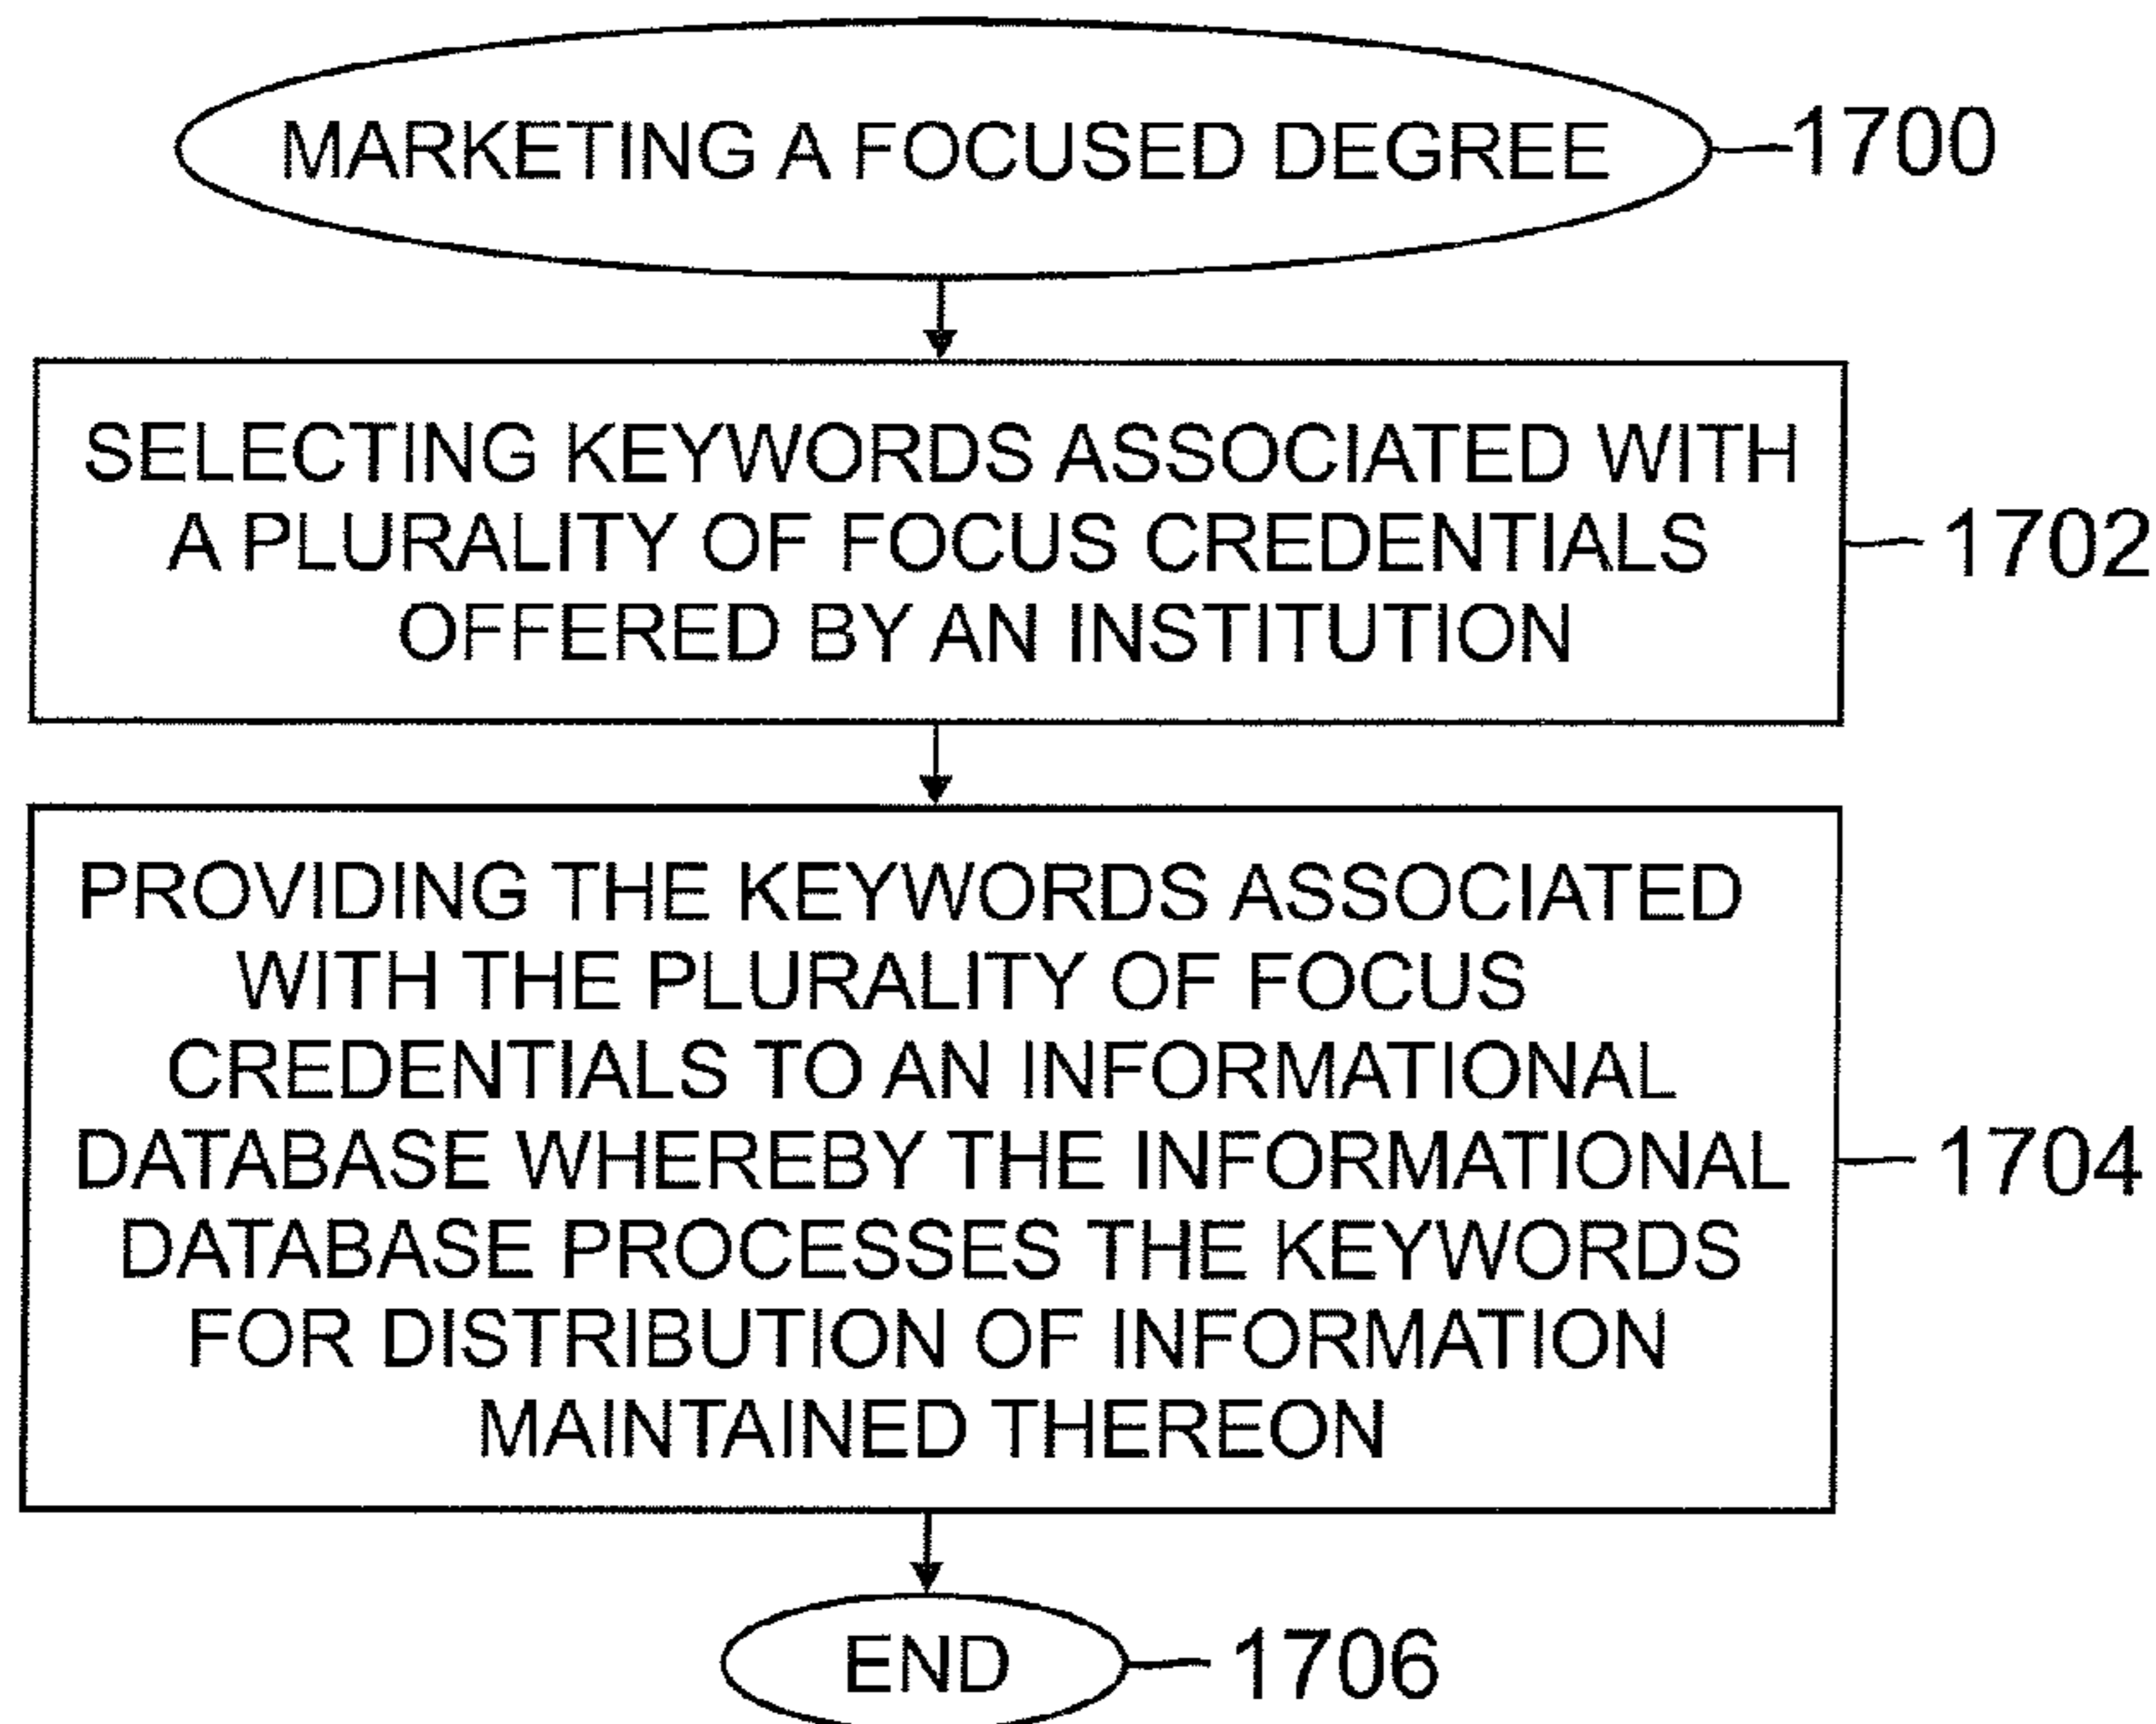 MARKETING A FOCUSED DEGREE
1700
SELECTING KEYWORDS ASSOCIATED WITH
A PLURALITY OF FOCUS CREDENTIALS
OFFERED BY AN INSTITUTION
1702
PROVIDING THE KEYWORDS ASSOCIATED
WITH THE PLURALITY OF FOCUS
CREDENTIALS TO AN INFORMATIONAL
DATABASE WHEREBY THE INFORMATIONAL
DATABASE PROCESSES THE KEYWORDS
FOR DISTRIBUTION OF INFORMATION
MAINTAINED THEREON
1704
END
1706